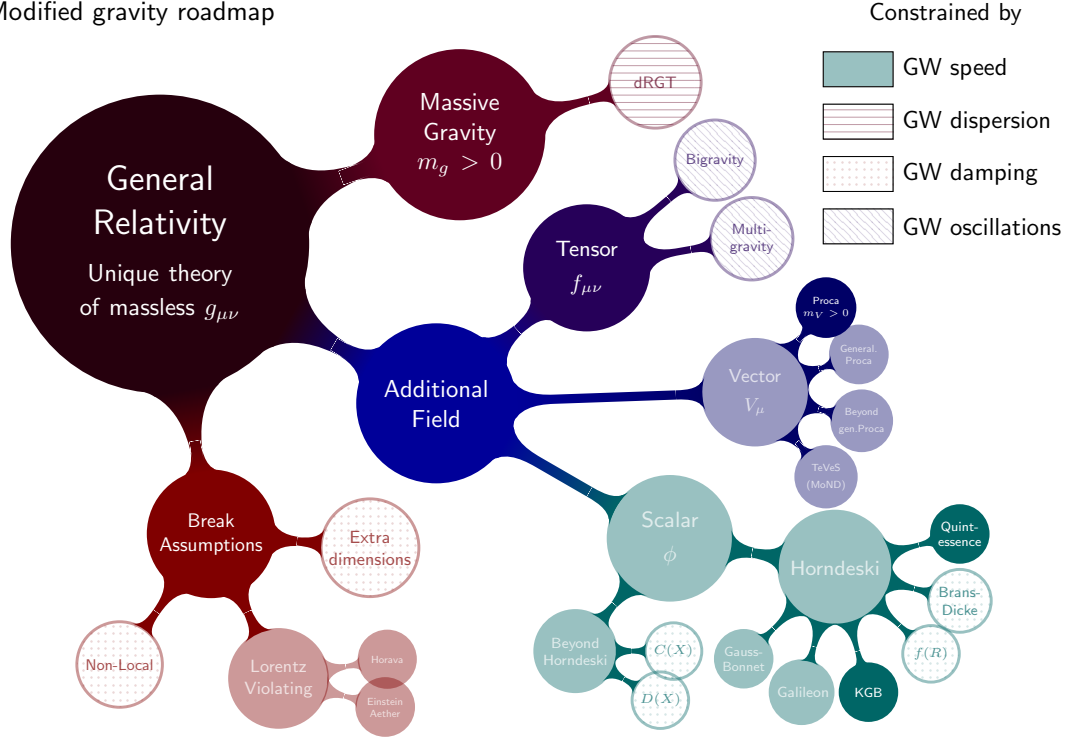 Modified gravity roadmap
Constrained by
GW speed
GW dispersion
GW damping
GW oscillations
General
Relativity
Unique theory
of massless $g_{\mu\nu}$
Massive
Gravity
$m_g > 0$
dRGT
Bigravity
Multi-
gravity
Tensor
$f_{\mu\nu}$
Additional
Field
Vector
$V_\mu$
Proca
$m_V > 0$
General.
Proca
Beyond
gen.Proca
TeVeS
(MoND)
Scalar
$\phi$
Horndeski
Quint-
essence
Brans-
Dicke
$f(R)$
KGB
Galileon
Gauss-
Bonnet
Beyond
Horndeski
$C(X)$
$D(X)$
Break
Assumptions
Extra
dimensions
Non-Local
Lorentz
Violating
Horava
Einstein
Aether